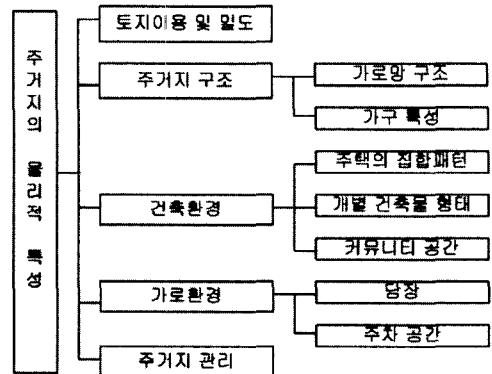 주거지의 물리적 특성
토지이용 및 밀도
주거지 구조
가로망 구조
가구 특성
건축환경
주택의 집합패턴
개별 건축물 형태
커뮤니티 공간
가로환경
담장
주차 공간
주거지 관리